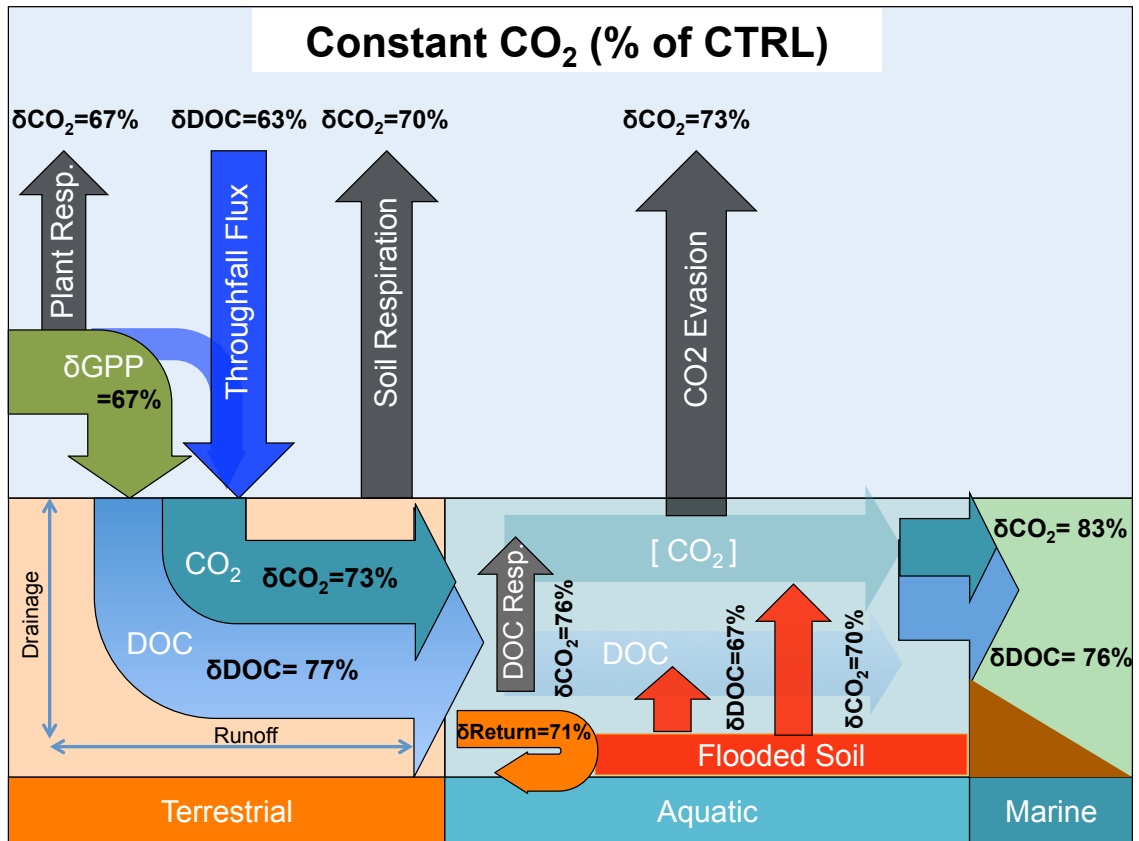 Constant CO₂ (% of CTRL)
δCO₂=67%
δDOC=63%
δCO₂=70%
δCO₂=73%
Plant Resp.
Throughfall Flux
Soil Respiration
CO2 Evasion
δGPP
=67%
CO₂
δCO₂=73%
DOC
δDOC= 77%
Drainage
Runoff
DOC Resp.
δCO₂=76%
[ CO₂ ]
DOC
δDOC=67%
δCO₂=70%
δReturn=71%
Flooded Soil
δCO₂= 83%
δDOC= 76%
Terrestrial
Aquatic
Marine